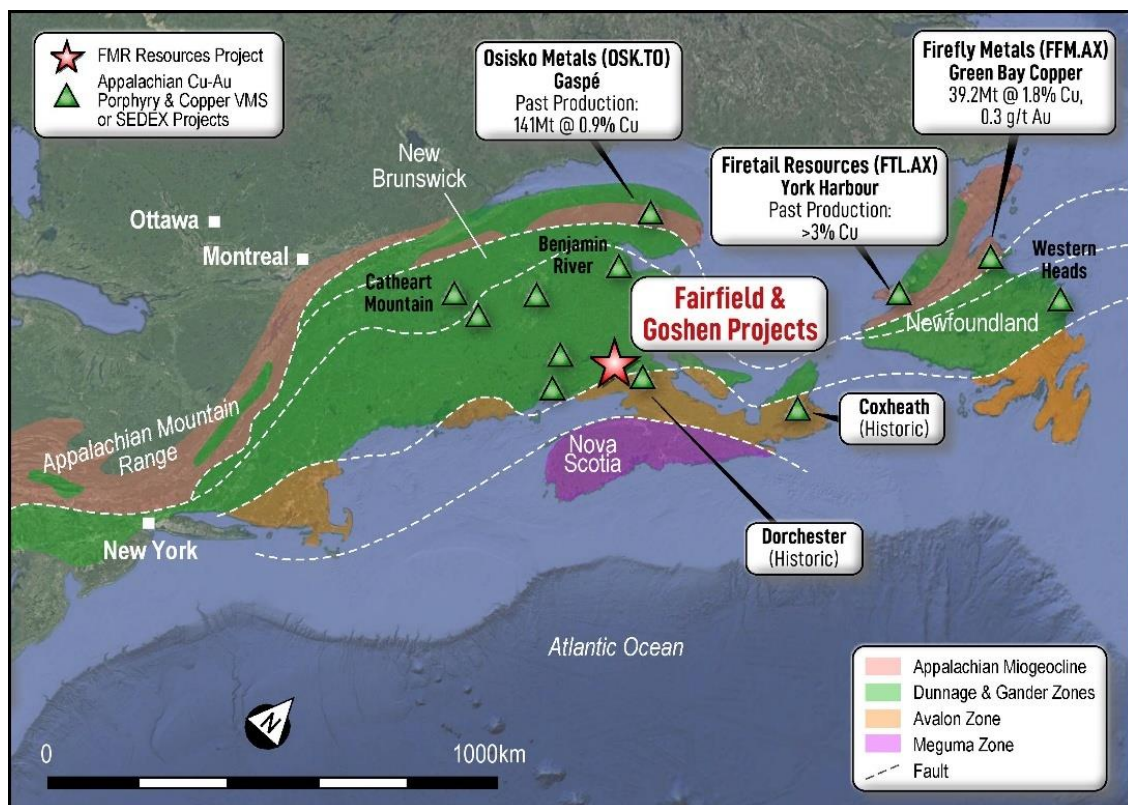 FMR Resources Project
Appalachian Cu-Au
Porphyry & Copper VMS
or SEDEX Projects
Osisko Metals (OSK.TO)
Gaspé
Past Production:
141Mt @ 0.9% Cu
Firefly Metals (FFM.AX)
Green Bay Copper
39.2Mt @ 1.8% Cu,
0.3 g/t Au
Firetail Resources (FTL.AX)
York Harbour
Past Production:
>3% Cu
New
Brunswick
Ottawa
Montreal
Benjamin
River
Western
Heads
Catheart
Mountain
Fairfield &
Goshen Projects
Newfoundland
Appalachian Mountain
Range
Coxheath
(Historic)
Nova
Scotia
New York
Dorchester
(Historic)
Atlantic Ocean
N
0
1000km
Appalachian Miogeocline
Dunnage & Gander Zones
Avalon Zone
Meguma Zone
Fault